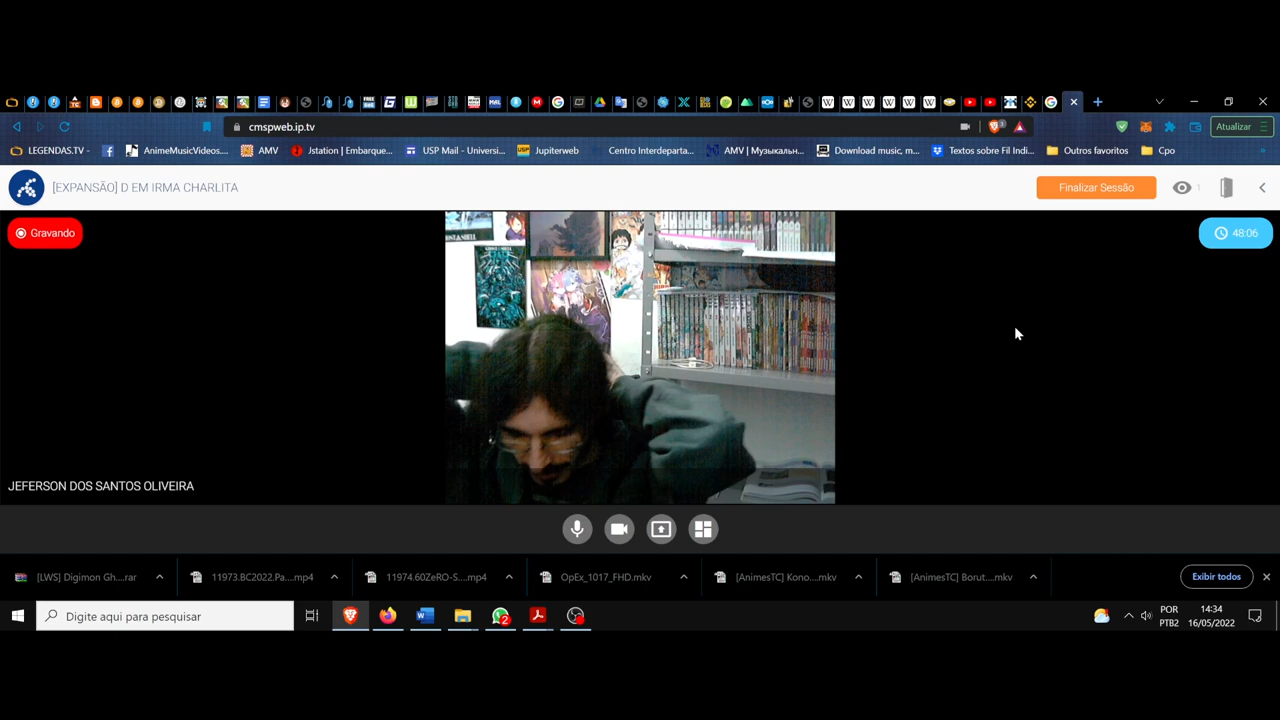 cmspweb.ip.tv
Atualizar
LEGENDAS.TV -
AnimeMusicVideos....
AMV
Jstation | Embarque...
USP Mail - Universi...
Jupiterweb
Centro Interdeparta...
AMV | Музыкальн...
Download music, m...
Textos sobre Fil Indi...
Outros favoritos
Cpo
[EXPANSÃO] D EM IRMA CHARLITA
Finalizar Sessão
1
Gravando
48:06
JEFERSON DOS SANTOS OLIVEIRA
[LWS] Digimon Gh....rar
11973.BC2022.Pa....mp4
11974.60ZeRO-S....mp4
OpEx_1017_FHD.mkv
[AnimesTC] Kono....mkv
[AnimesTC] Borut....mkv
Exibir todos
Digite aqui para pesquisar
2
POR
PTB2
14:34
16/05/2022